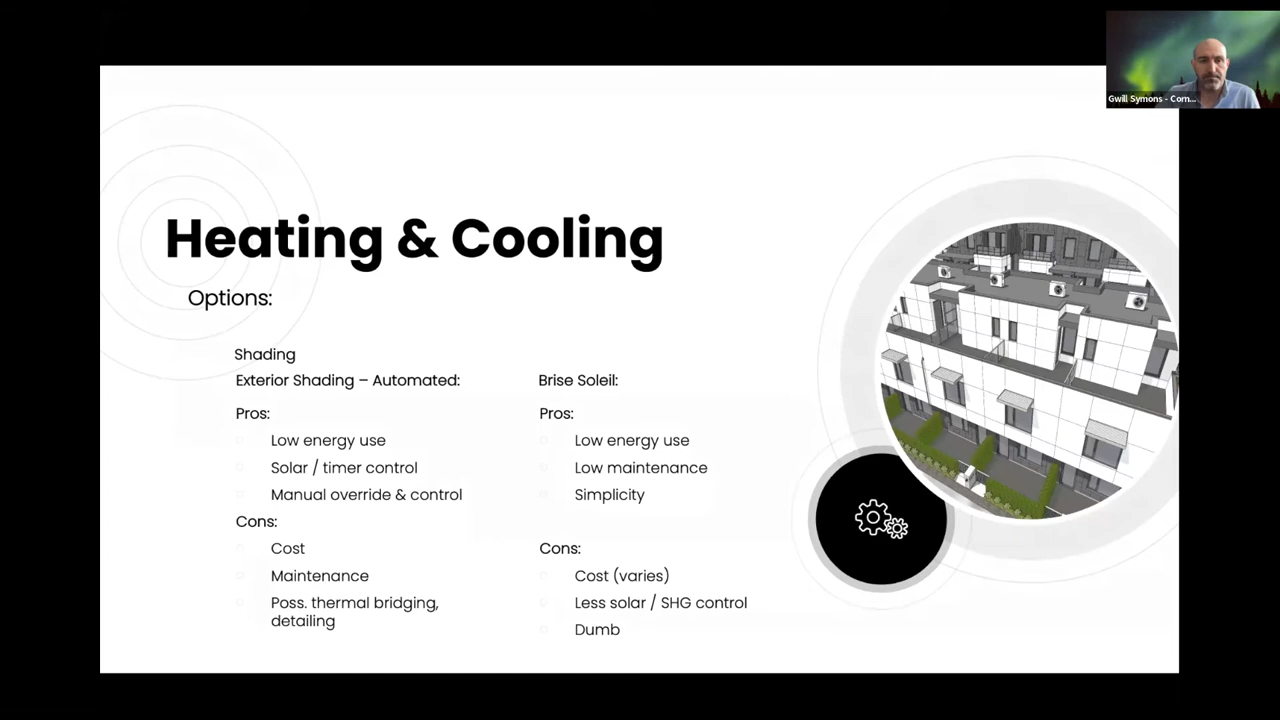 Gwill Symons - Corn...
Heating & Cooling
Options:
Shading
Exterior Shading – Automated:
Pros:
Low energy use
Solar / timer control
Manual override & control
Cons:
Cost
Maintenance
Poss. thermal bridging,
detailing
Brise Soleil:
Pros:
Low energy use
Low maintenance
Simplicity
Cons:
Cost (varies)
Less solar / SHG control
Dumb